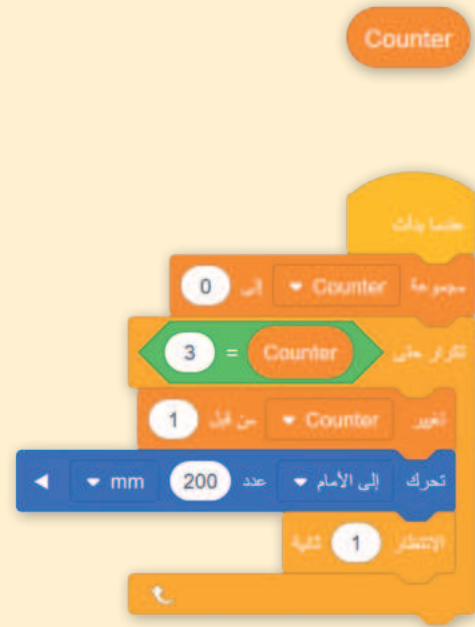 Counter
عندما بدأت
مجموعة Counter إلى 0
تكرار حتى Counter = 3
تغيير Counter من قبل 1
تحرك إلى الأمام عدد 200 mm
الانتظار 1 ثانية